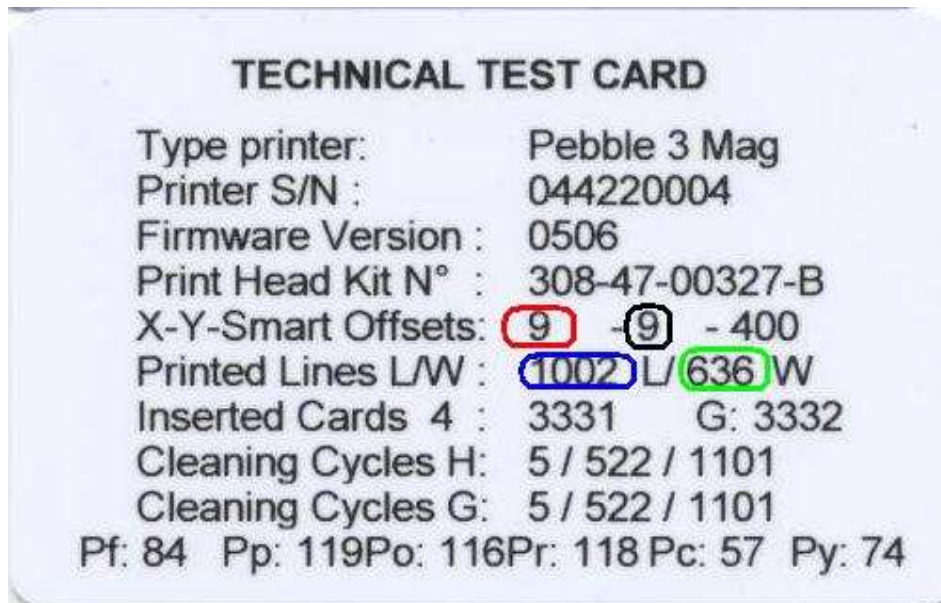 TECHNICAL TEST CARD
Type printer: Pebble 3 Mag
Printer S/N : 044220004
Firmware Version : 0506
Print Head Kit N° : 308-47-00327-B
X-Y-Smart Offsets: 9 - 9 - 400
Printed Lines L/W : 1002 L/ 636 W
Inserted Cards 4 : 3331 G: 3332
Cleaning Cycles H: 5 / 522 / 1101
Cleaning Cycles G: 5 / 522 / 1101
Pf: 84 Pp: 119Po: 116Pr: 118 Pc: 57 Py: 74